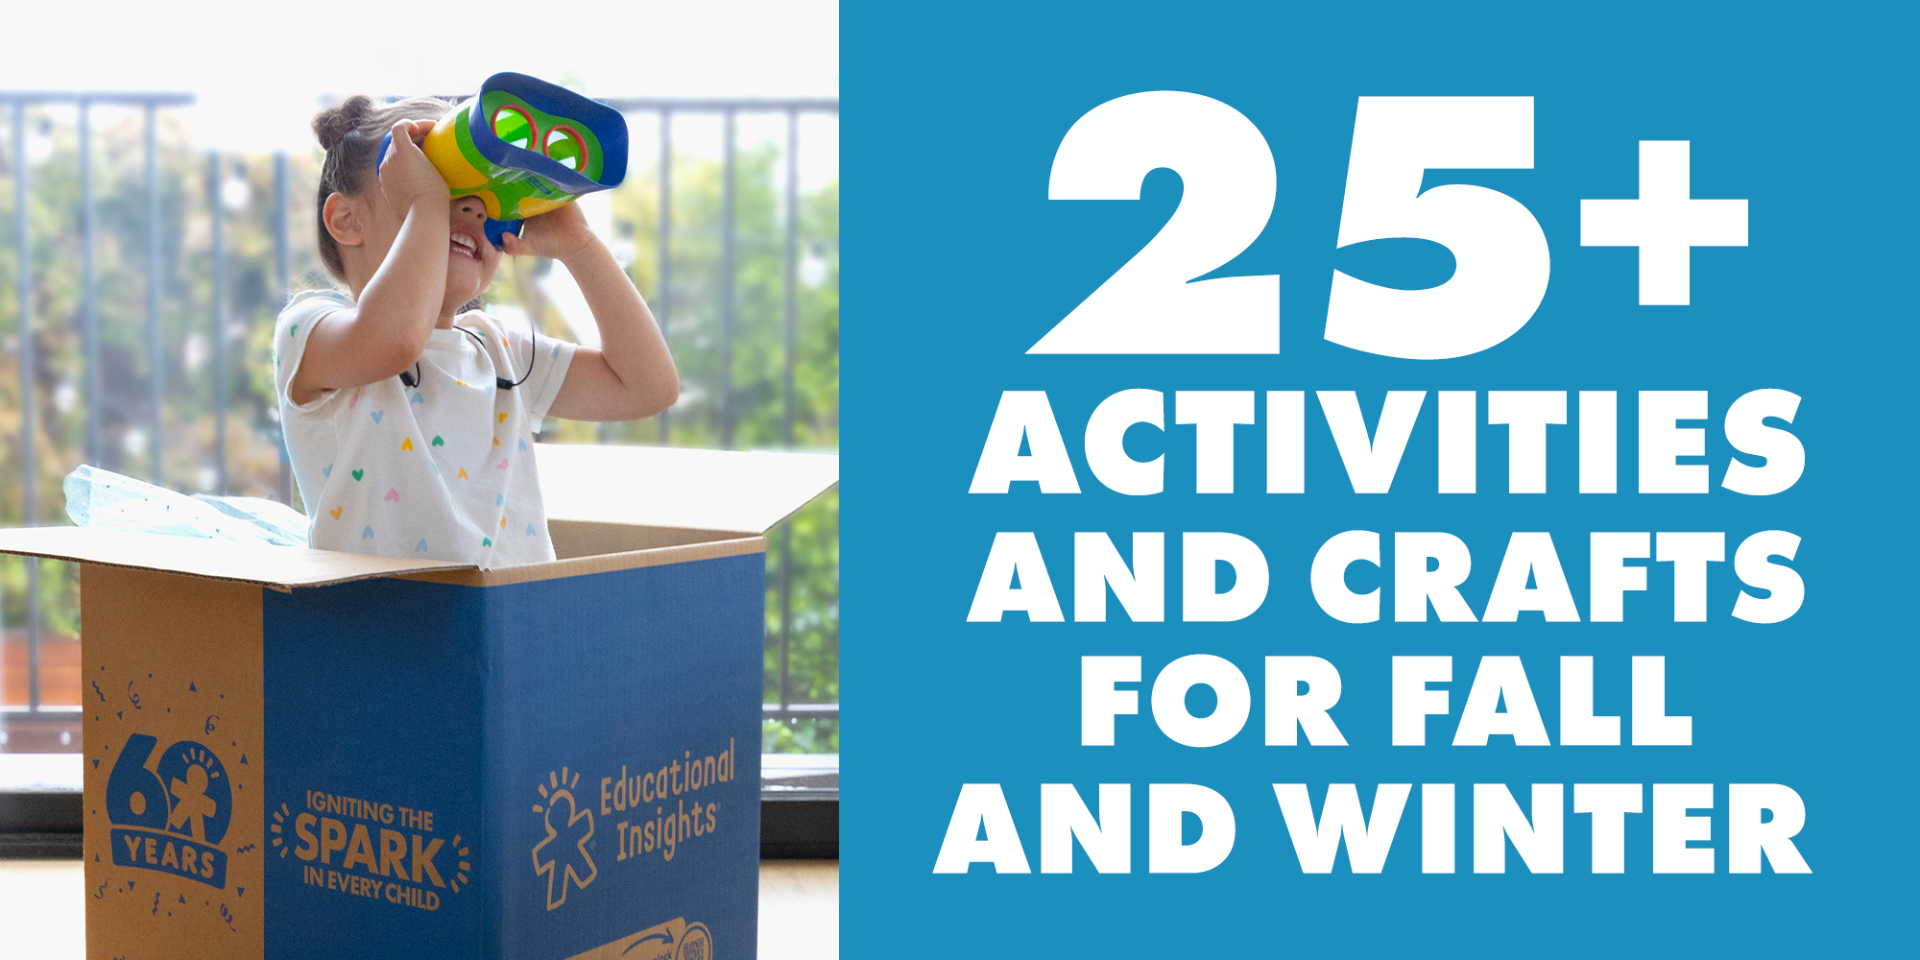 25+
ACTIVITIES
AND CRAFTS
FOR FALL
AND WINTER
60
YEARS
IGNITING THE
SPARK
IN EVERY CHILD
Educational
Insights